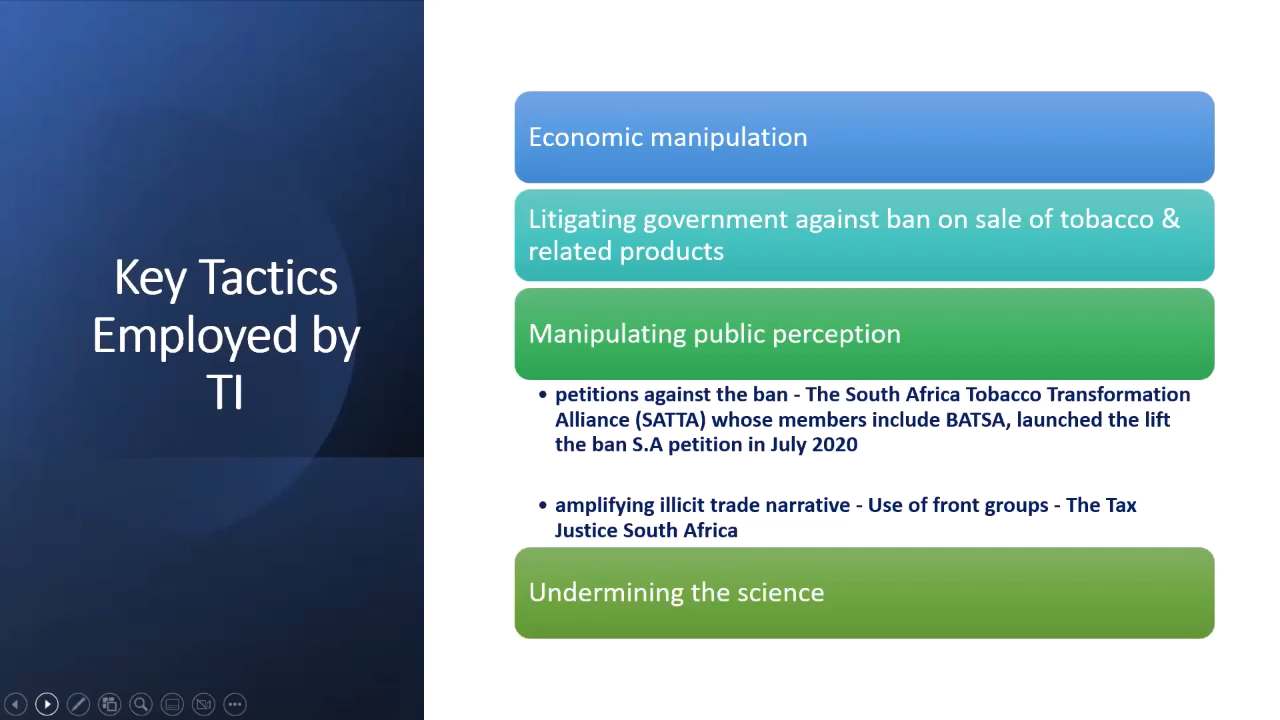 Key Tactics
Employed by
TI
Economic manipulation
Litigating government against ban on sale of tobacco &
related products
Manipulating public perception
• petitions against the ban - The South Africa Tobacco Transformation
Alliance (SATTA) whose members include BATSA, launched the lift
the ban S.A petition in July 2020
• amplifying illicit trade narrative - Use of front groups - The Tax
Justice South Africa
Undermining the science